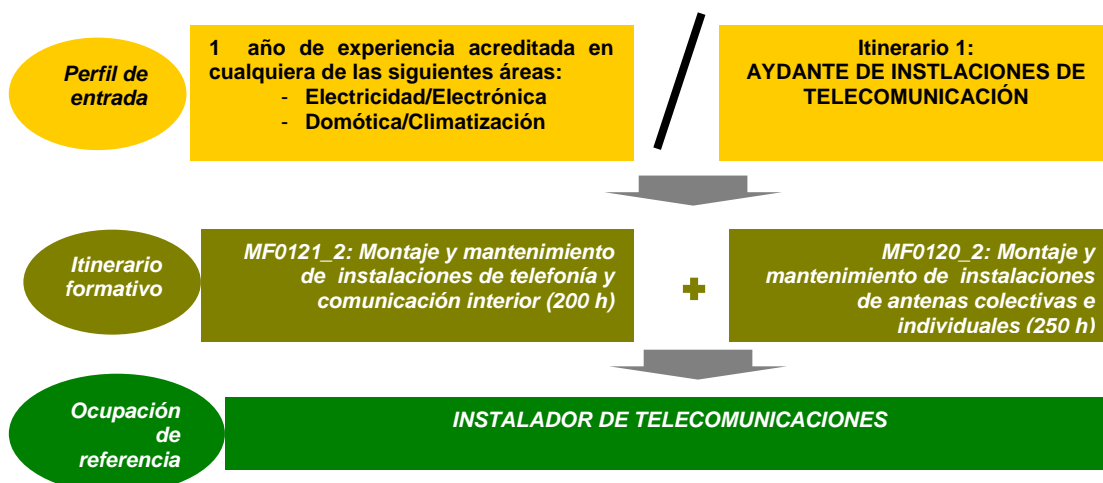 Perfil de
entrada
1 año de experiencia acreditada en
cualquiera de las siguientes áreas:
- Electricidad/Electrónica
- Domótica/Climatización
/
Itinerario 1:
AYDANTE DE INSTLACIONES DE
TELECOMUNICACIÓN
Itinerario
formativo
MF0121_2: Montaje y mantenimiento
de instalaciones de telefonía y
comunicación interior (200 h)
+
MF0120_2: Montaje y
mantenimiento de instalaciones
de antenas colectivas e
individuales (250 h)
Ocupación
de
referencia
INSTALADOR DE TELECOMUNICACIONES